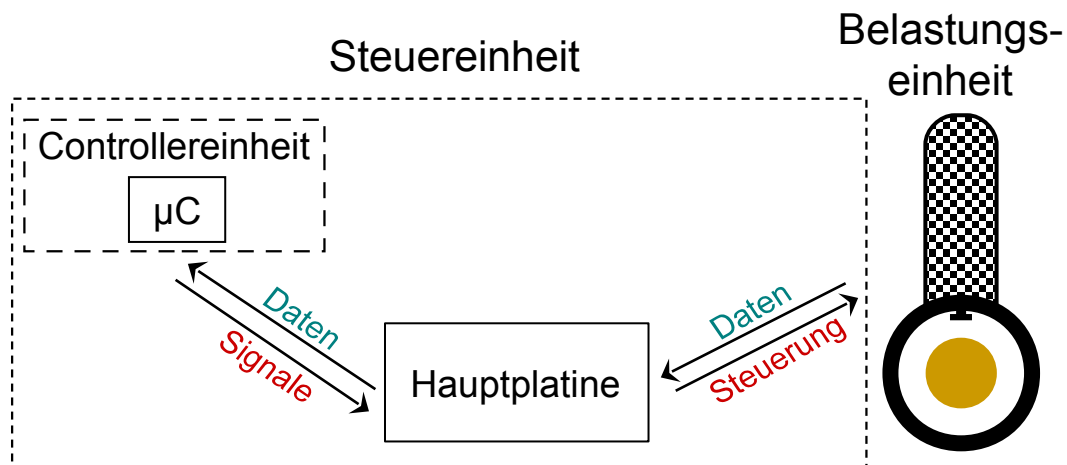 Steuereinheit
Belastungs-
einheit
Controllereinheit
µC
Daten
Signale
Hauptplatine
Daten
Steuerung